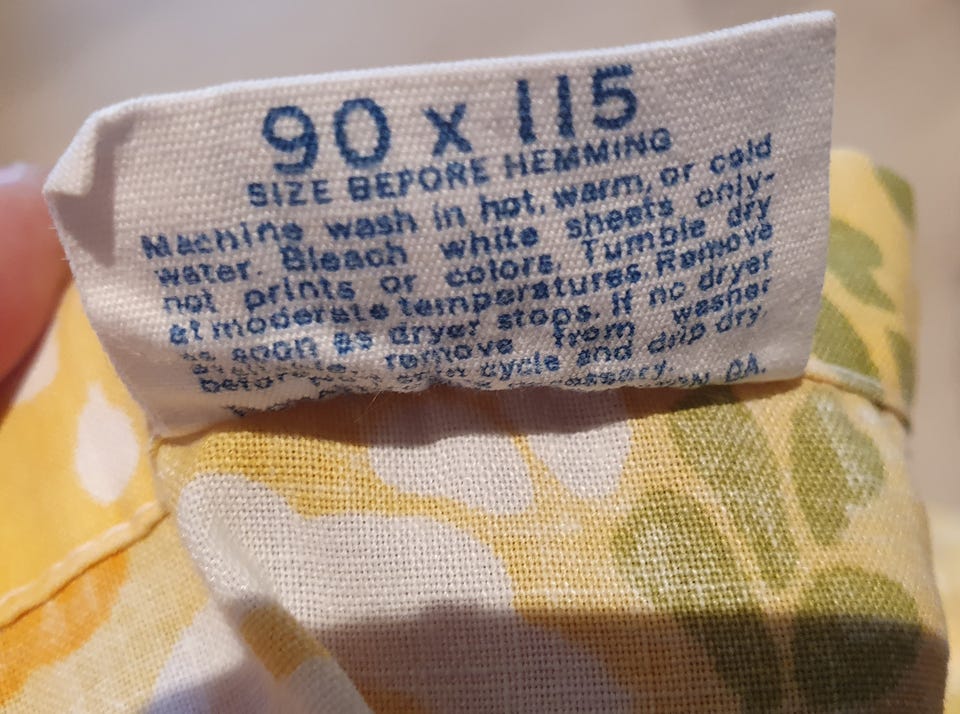 90 x 115
SIZE BEFORE HEMMING
Machine wash in hot, warm, or cold
water. Bleach white sheets only-
not prints or colors. Tumble dry
at moderate temperatures. Remove
as soon as dryer stops. If no dryer
remove from washer
before cycle and drip dry.
GA.